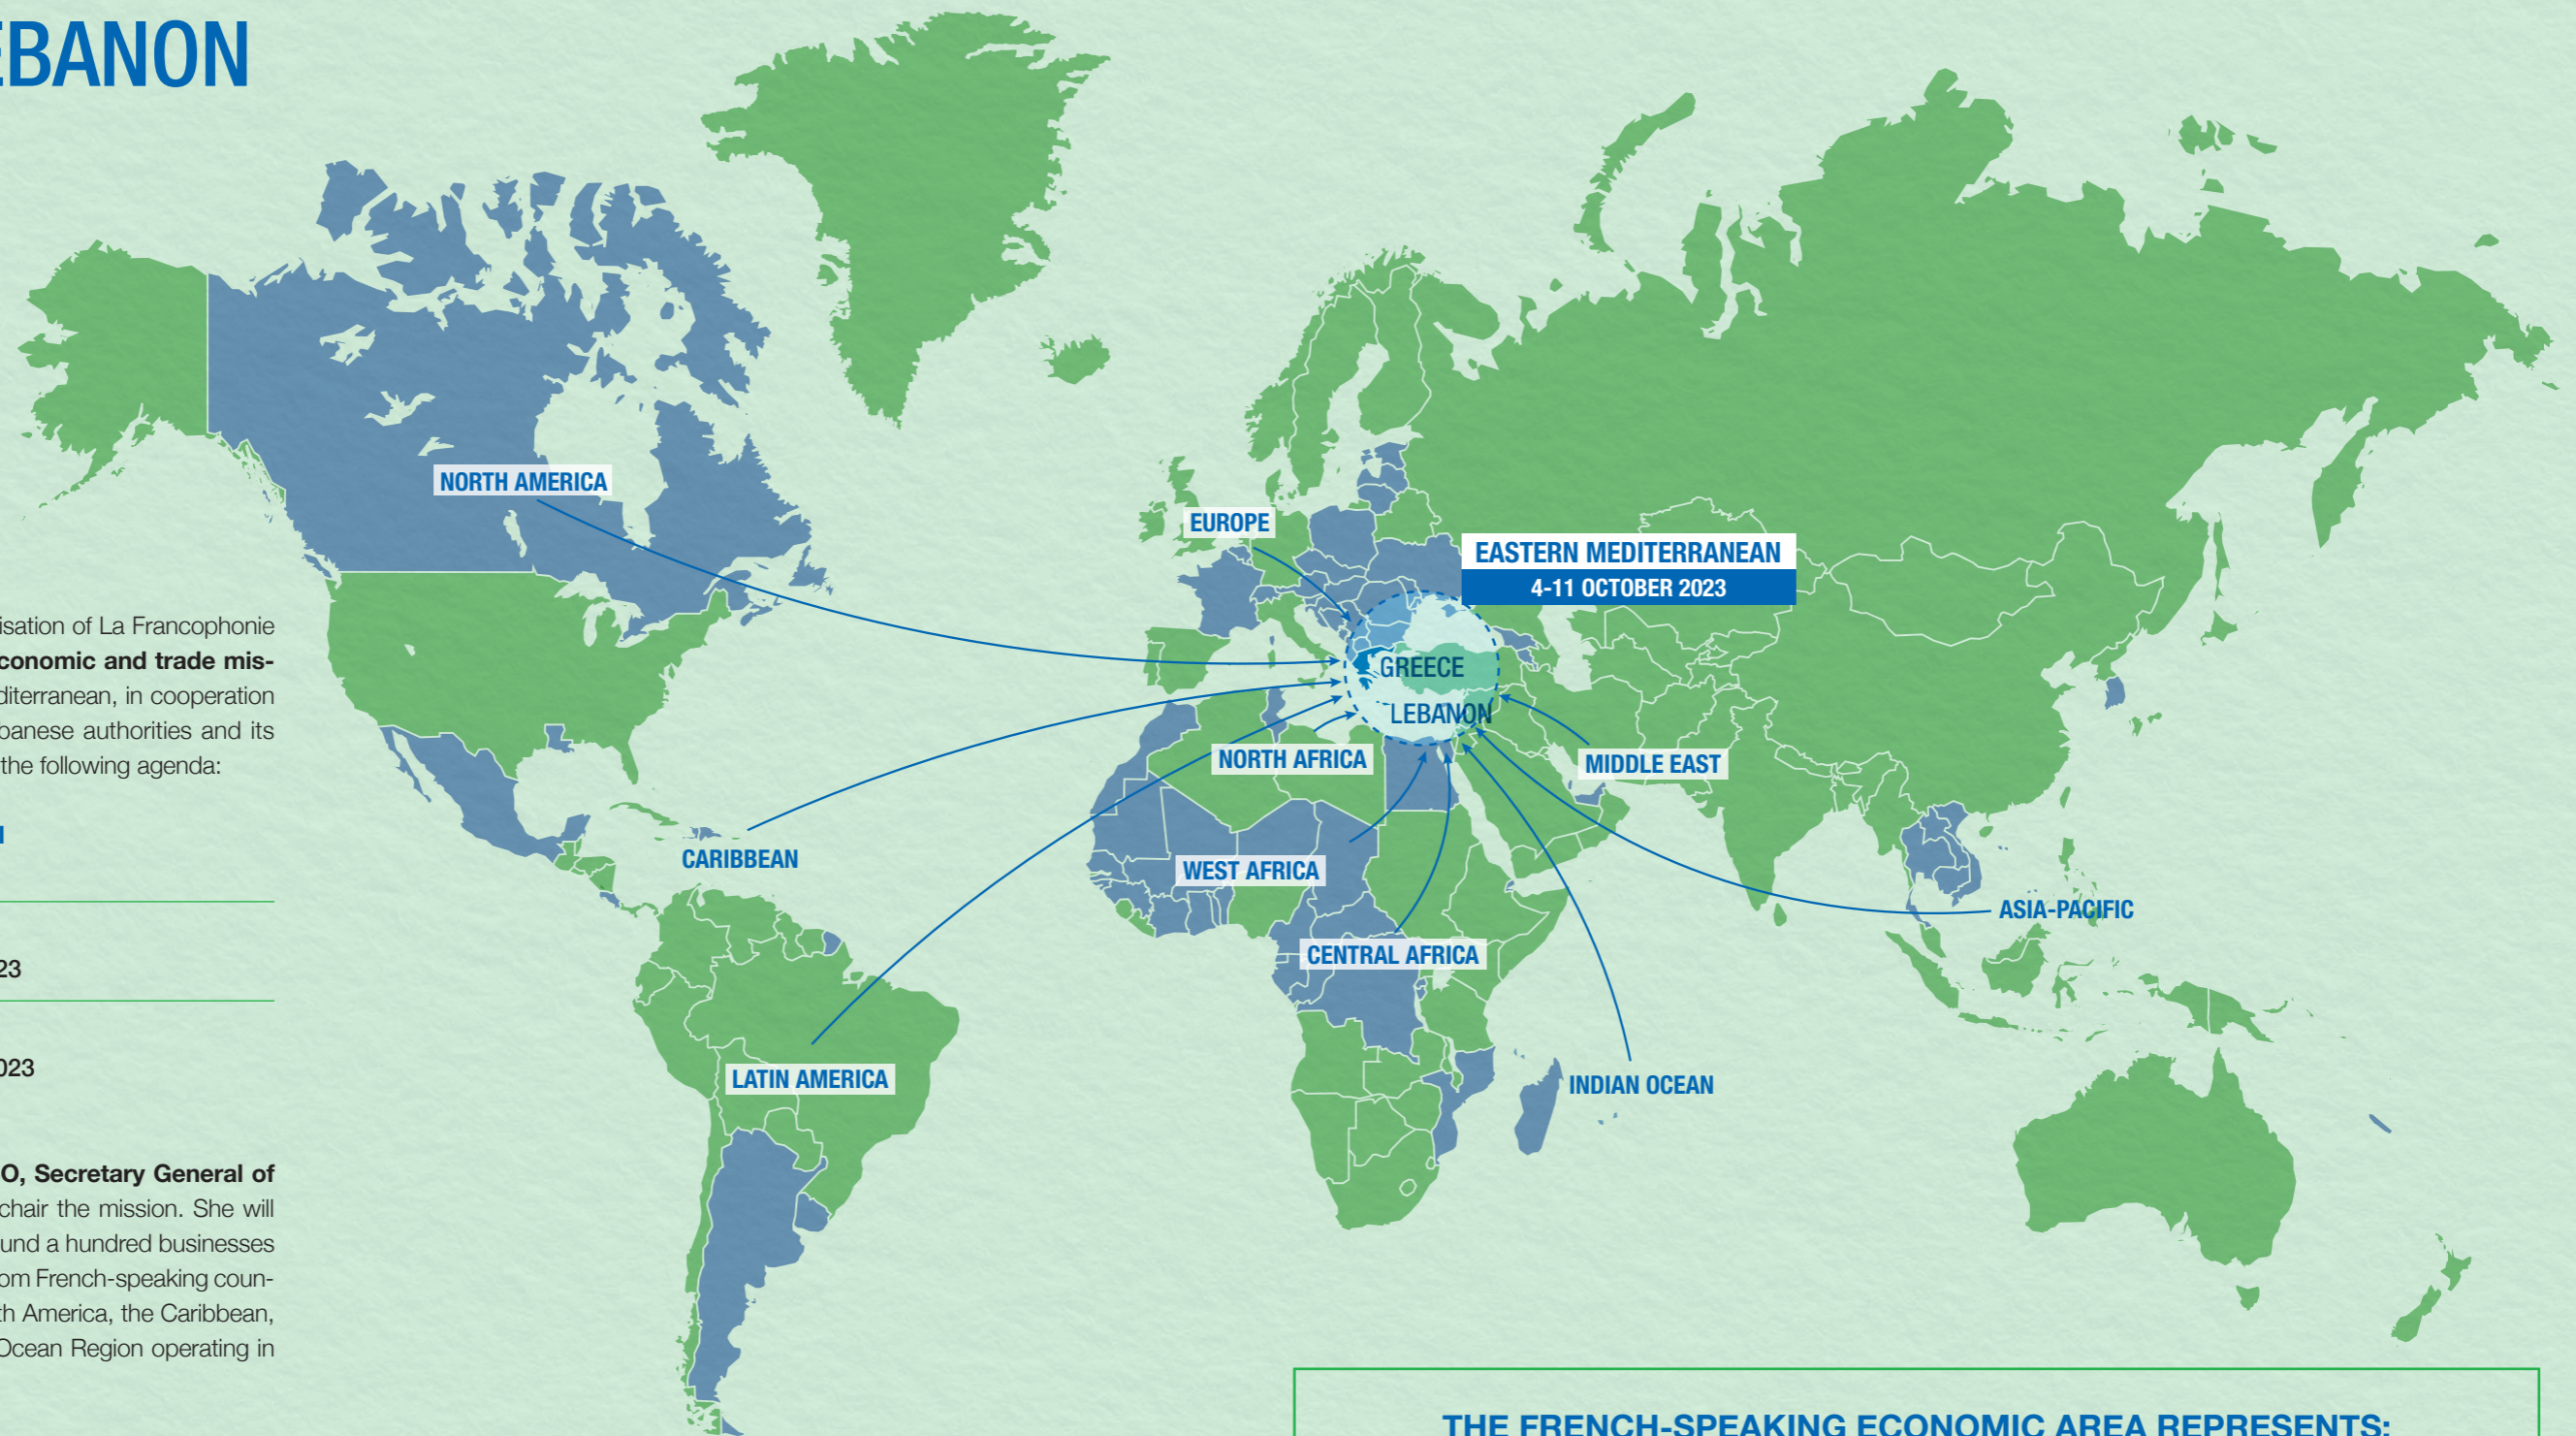 EBANON
isation of La Francophonie
conomic and trade mis-
diterranean, in cooperation
banese authorities and its
the following agenda:
23
023
O, Secretary General of
chair the mission. She will
und a hundred businesses
om French-speaking coun-
th America, the Caribbean,
Ocean Region operating in
NORTH AMERICA
EUROPE
EASTERN MEDITERRANEAN
4-11 OCTOBER 2023
GREECE
LEBANON
NORTH AFRICA
MIDDLE EAST
CARIBBEAN
WEST AFRICA
ASIA-PACIFIC
CENTRAL AFRICA
LATIN AMERICA
INDIAN OCEAN
THE FRENCH-SPEAKING ECONOMIC AREA REPRESENTS: